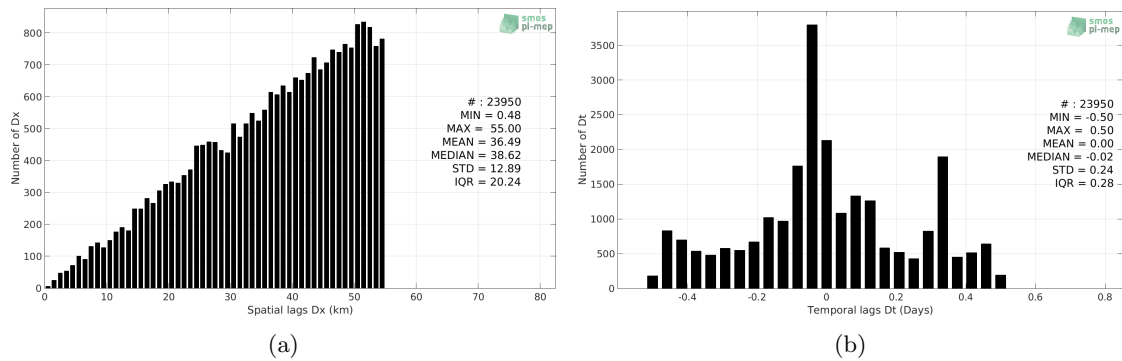 smos
pi-mep
800
700
600
500
400
300
200
100
0
Number of Dx
# : 23950
MIN = 0.48
MAX = 55.00
MEAN = 36.49
MEDIAN = 38.62
STD = 12.89
IQR = 20.24
0 10 20 30 40 50 60 70 80
Spatial lags Dx (km)
(a)
smos
pi-mep
3500
3000
2500
2000
1500
1000
500
0
Number of Dt
# : 23950
MIN = -0.50
MAX = 0.50
MEAN = 0.00
MEDIAN = -0.02
STD = 0.24
IQR = 0.28
-0.4 -0.2 0 0.2 0.4 0.6 0.8
Temporal lags Dt (Days)
(b)